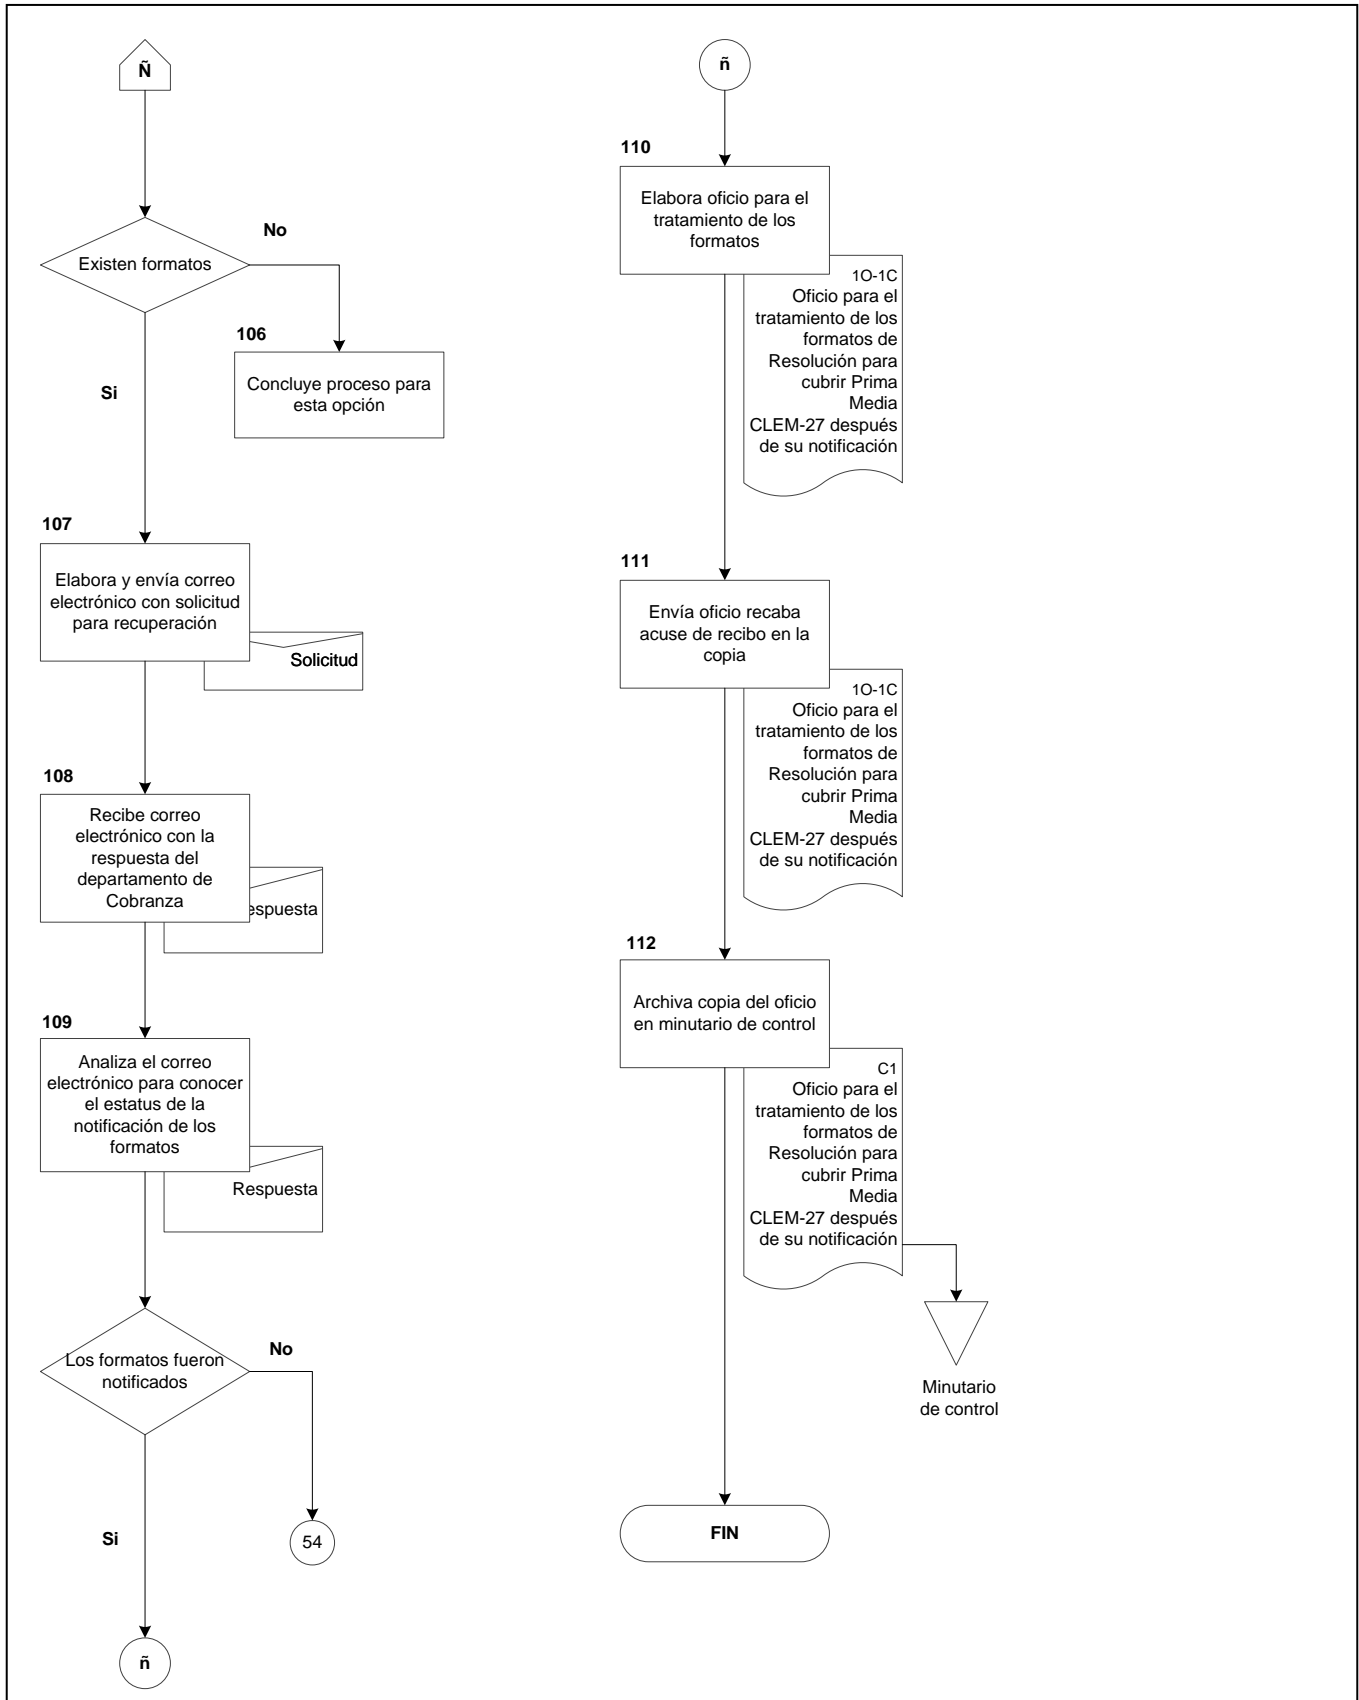 Ñ
Existen formatos
No
106
Concluye proceso para
esta opción
Si
107
Elabora y envía correo
electrónico con solicitud
para recuperación
Solicitud
108
Recibe correo
electrónico con la
respuesta del
departamento de
Cobranza
espuesta
109
Analiza el correo
electrónico para conocer
el estatus de la
notificación de los
formatos
Respuesta
Los formatos fueron
notificados
No
54
Si
ñ
ñ
110
Elabora oficio para el
tratamiento de los
formatos
1O-1C
Oficio para el
tratamiento de los
formatos de
Resolución para
cubrir Prima
Media
CLEM-27 después
de su notificación
111
Envía oficio recaba
acuse de recibo en la
copia
1O-1C
Oficio para el
tratamiento de los
formatos de
Resolución para
cubrir Prima
Media
CLEM-27 después
de su notificación
112
Archiva copia del oficio
en minutario de control
C1
Oficio para el
tratamiento de los
formatos de
Resolución para
cubrir Prima
Media
CLEM-27 después
de su notificación
Minutario
de control
FIN